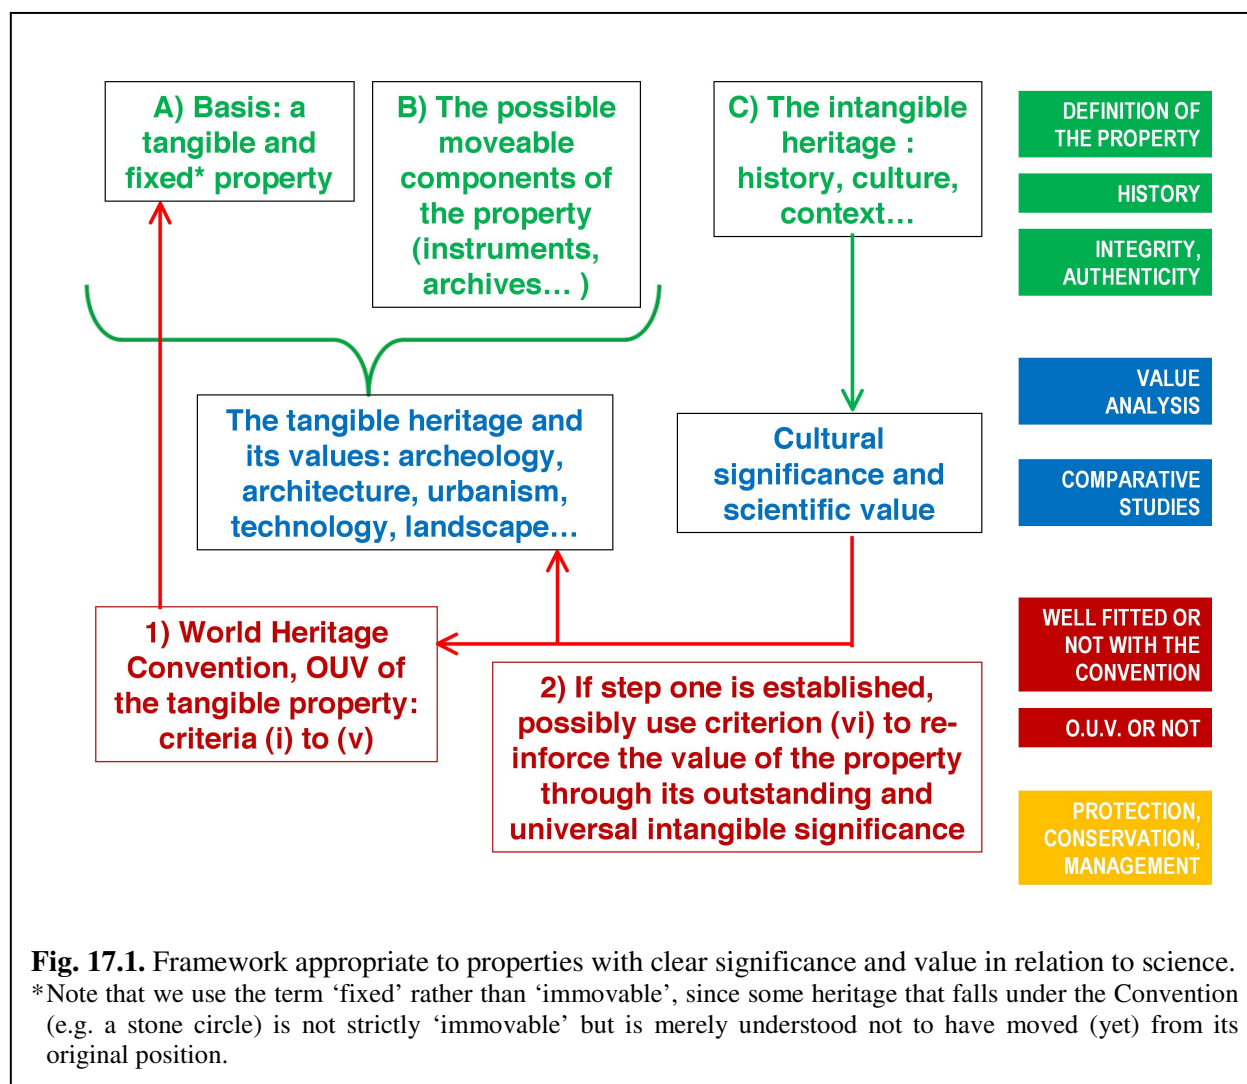 A) Basis: a
tangible and
fixed* property
B) The possible
moveable
components of
the property
(instruments,
archives… )
C) The intangible
heritage :
history, culture,
context…
DEFINITION OF
THE PROPERTY
HISTORY
INTEGRITY,
AUTHENTICITY
The tangible heritage and
its values: archeology,
architecture, urbanism,
technology, landscape…
Cultural
significance and
scientific value
VALUE
ANALYSIS
COMPARATIVE
STUDIES
1) World Heritage
Convention, OUV of
the tangible property:
criteria (i) to (v)
2) If step one is established,
possibly use criterion (vi) to re-
inforce the value of the property
through its outstanding and
universal intangible significance
WELL FITTED OR
NOT WITH THE
CONVENTION
O.U.V. OR NOT
PROTECTION,
CONSERVATION,
MANAGEMENT
Fig. 17.1. Framework appropriate to properties with clear significance and value in relation to science.
*Note that we use the term ‘fixed’ rather than ‘immovable’, since some heritage that falls under the Convention
(e.g. a stone circle) is not strictly ‘immovable’ but is merely understood not to have moved (yet) from its
original position.